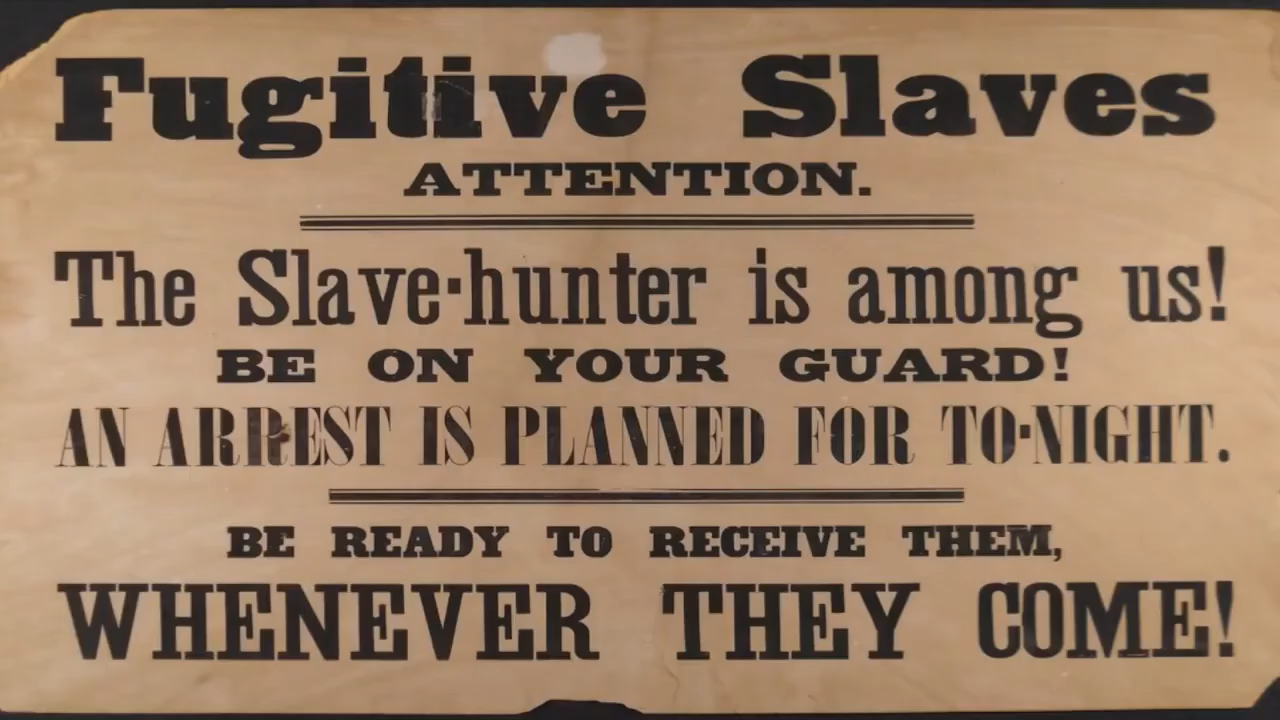 Fugitive Slaves
ATTENTION.
The Slave-hunter is among us!
BE ON YOUR GUARD!
AN ARREST IS PLANNED FOR TO-NIGHT.
BE READY TO RECEIVE THEM,
WHENEVER THEY COME!